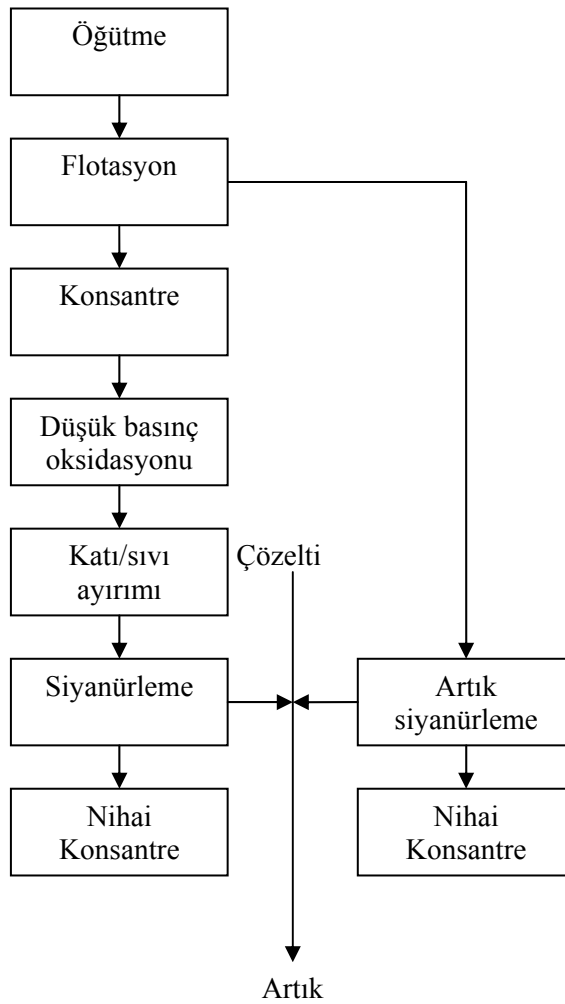 Öğütme
Flotasyon
Konsantre
Düşük basınç
oksidasyonu
Katı/sıvı
ayırımı
Çözelti
Siyanürleme
Artık
siyanürleme
Nihai
Konsantre
Nihai
Konsantre
Artık